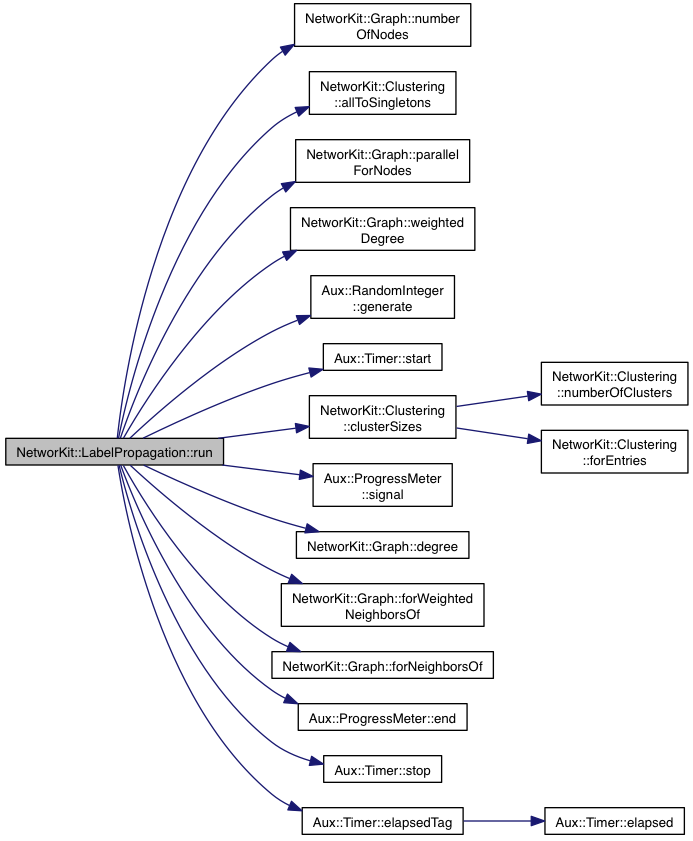 NetworKit::Graph::number
OfNodes
NetworKit::Clustering
::allToSingletons
NetworKit::Graph::parallel
ForNodes
NetworKit::Graph::weighted
Degree
Aux::RandomInteger
::generate
Aux::Timer::start
NetworKit::Clustering
::numberOfClusters
NetworKit::Clustering
::clusterSizes
NetworKit::LabelPropagation::run
NetworKit::Clustering
::forEntries
Aux::ProgressMeter
::signal
NetworKit::Graph::degree
NetworKit::Graph::forWeighted
NeighborsOf
NetworKit::Graph::forNeighborsOf
Aux::ProgressMeter::end
Aux::Timer::stop
Aux::Timer::elapsedTag
Aux::Timer::elapsed